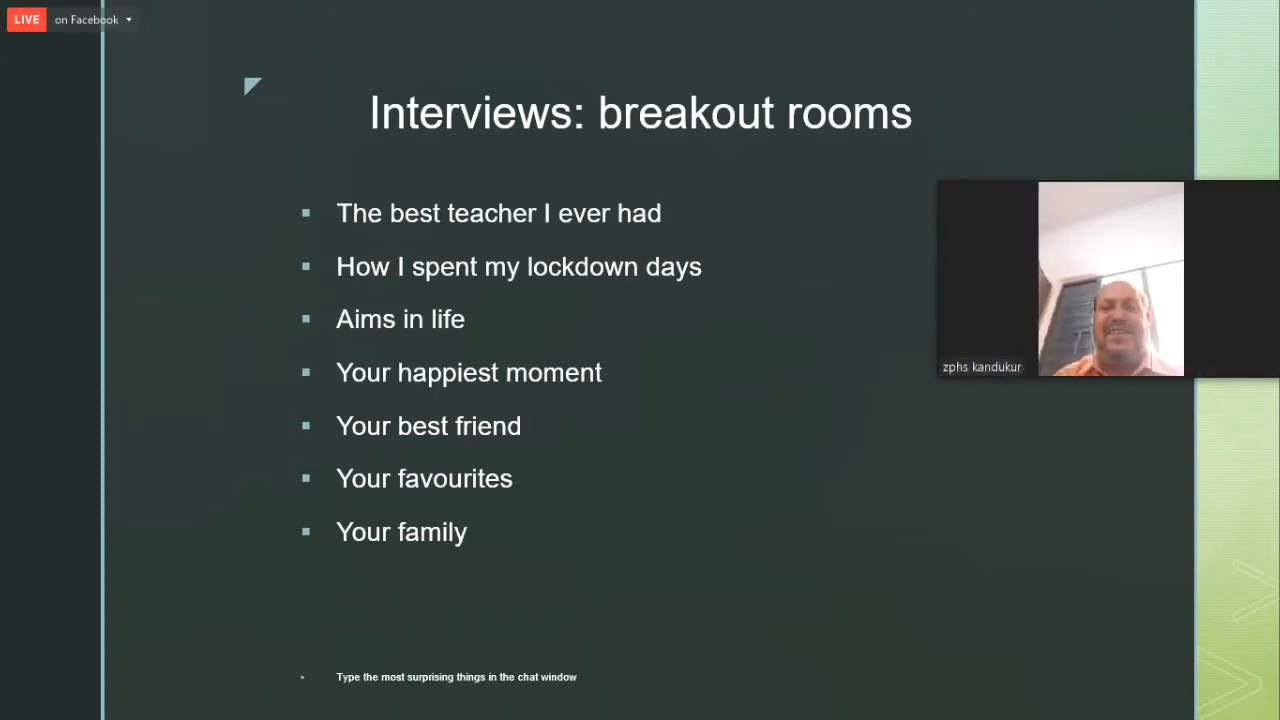 LIVE on Facebook
Interviews: breakout rooms
The best teacher I ever had
How I spent my lockdown days
Aims in life
Your happiest moment
Your best friend
Your favourites
Your family
zphs kandukur
Type the most surprising things in the chat window